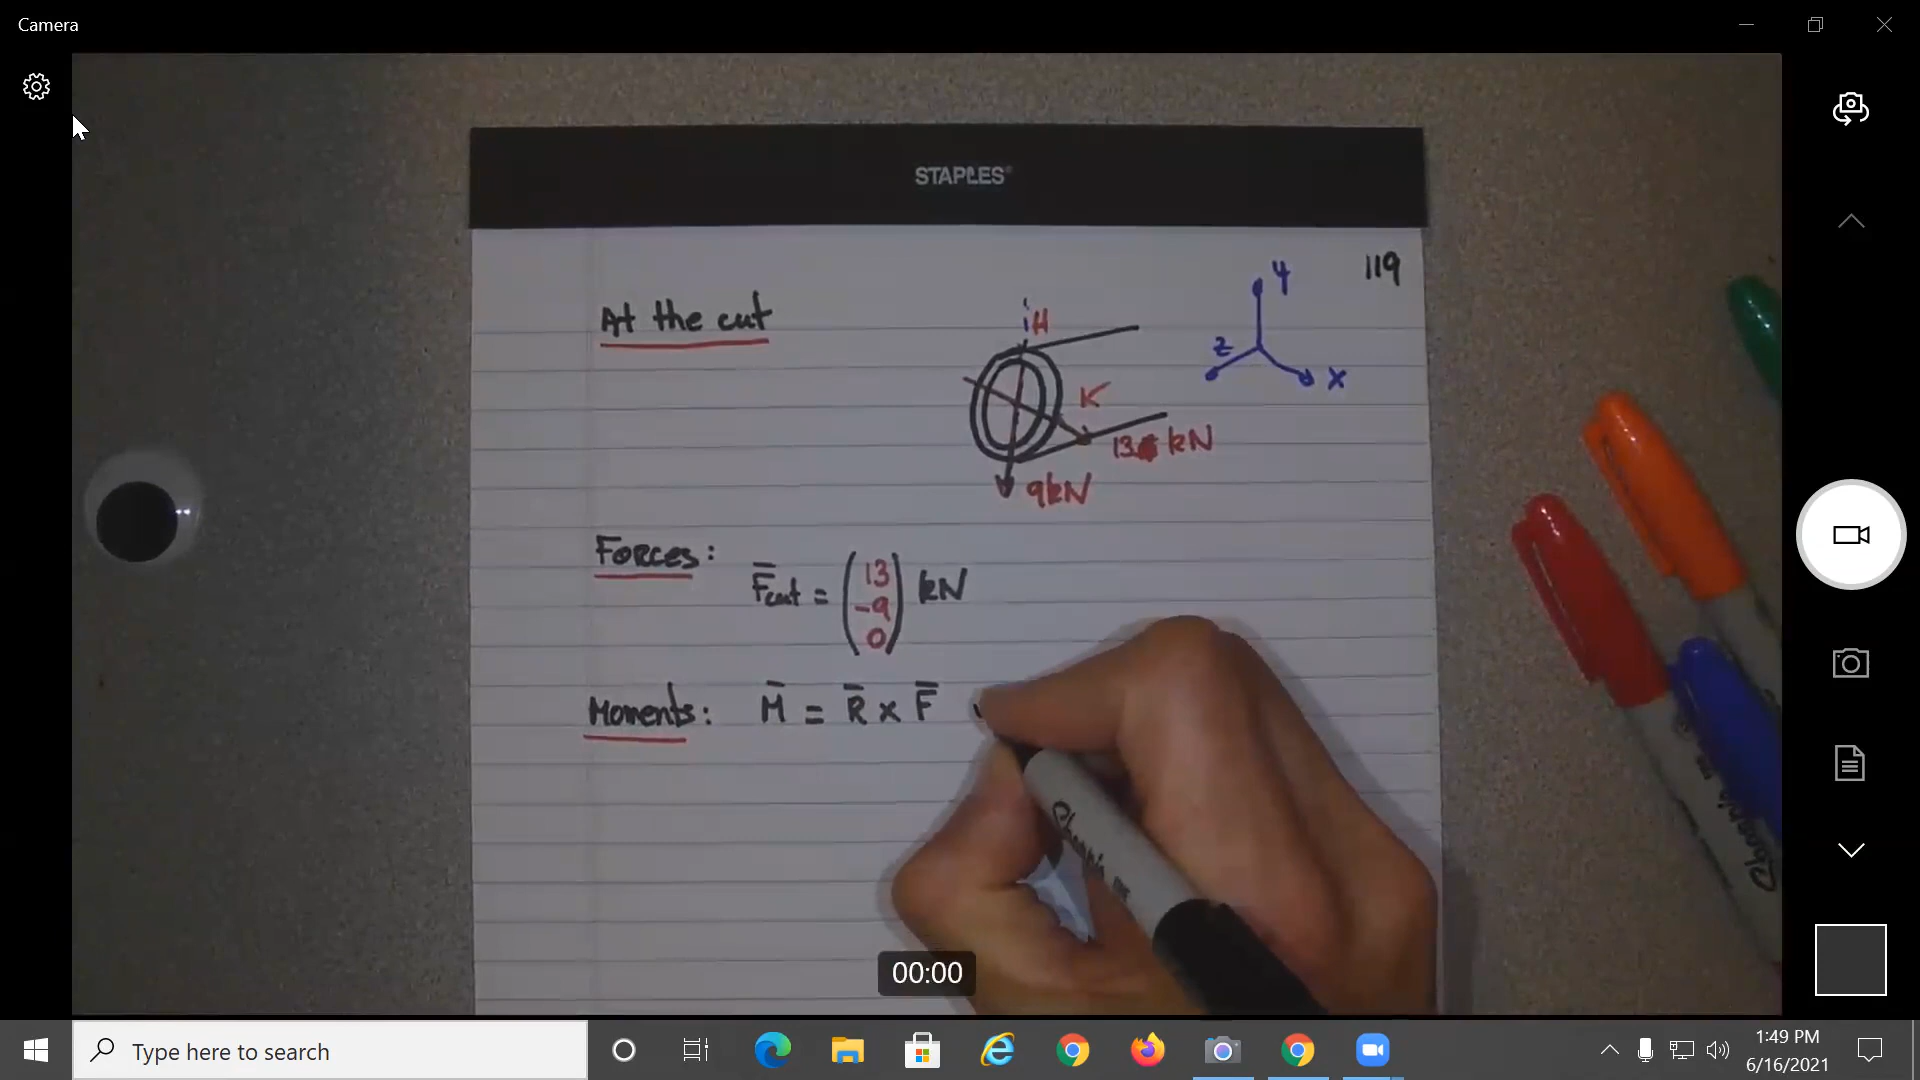 Camera
STAPLES
119
At the cut
iH
Y
Z
X
K
13 kN
9kN
Forces:
F̄cut = (13 -9 0) kN
Moments: M̄ = R̄ x F̄
Sharpie
00:00
Type here to search
1:49 PM
6/16/2021